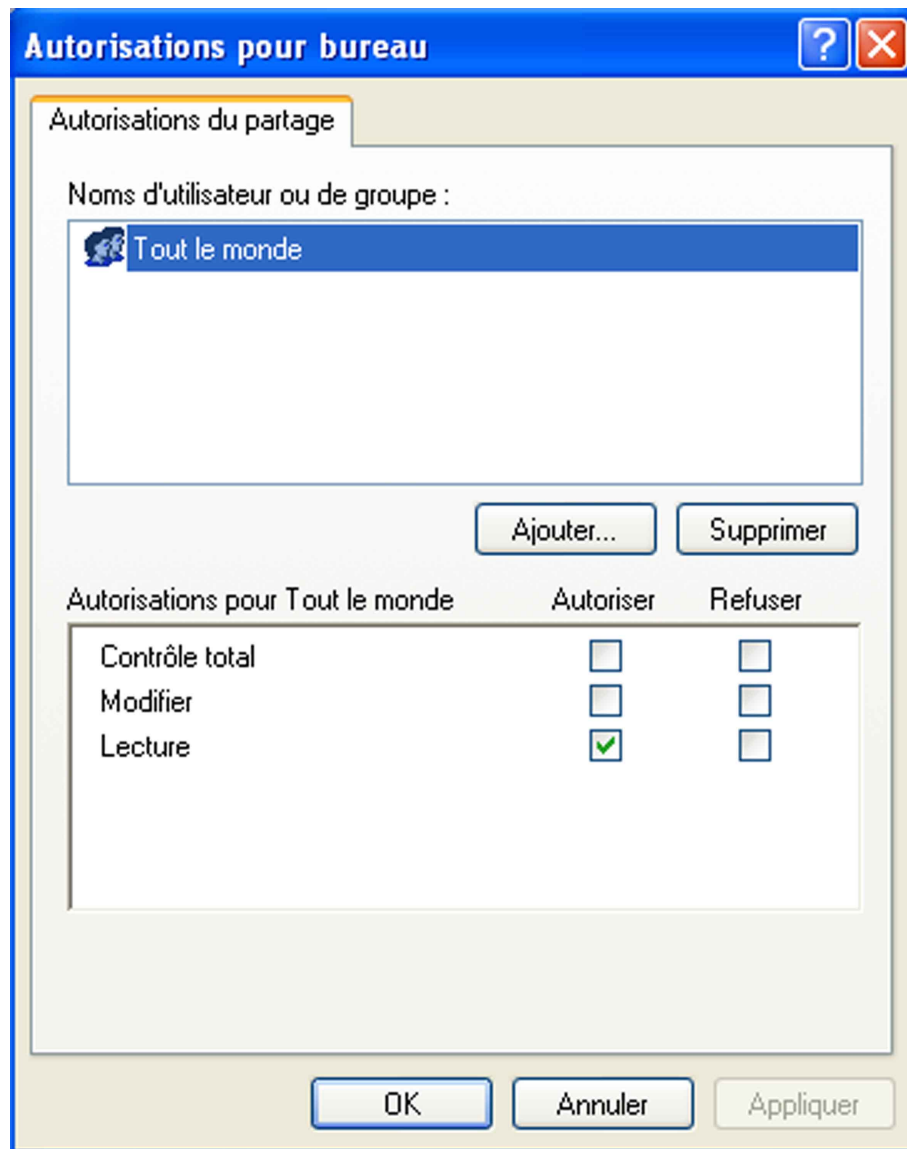 Autorisations pour bureau
Autorisations du partage
Noms d'utilisateur ou de groupe :
Tout le monde
Ajouter... Supprimer
Autorisations pour Tout le monde Autoriser Refuser
Contrôle total
Modifier
Lecture
OK Annuler Appliquer